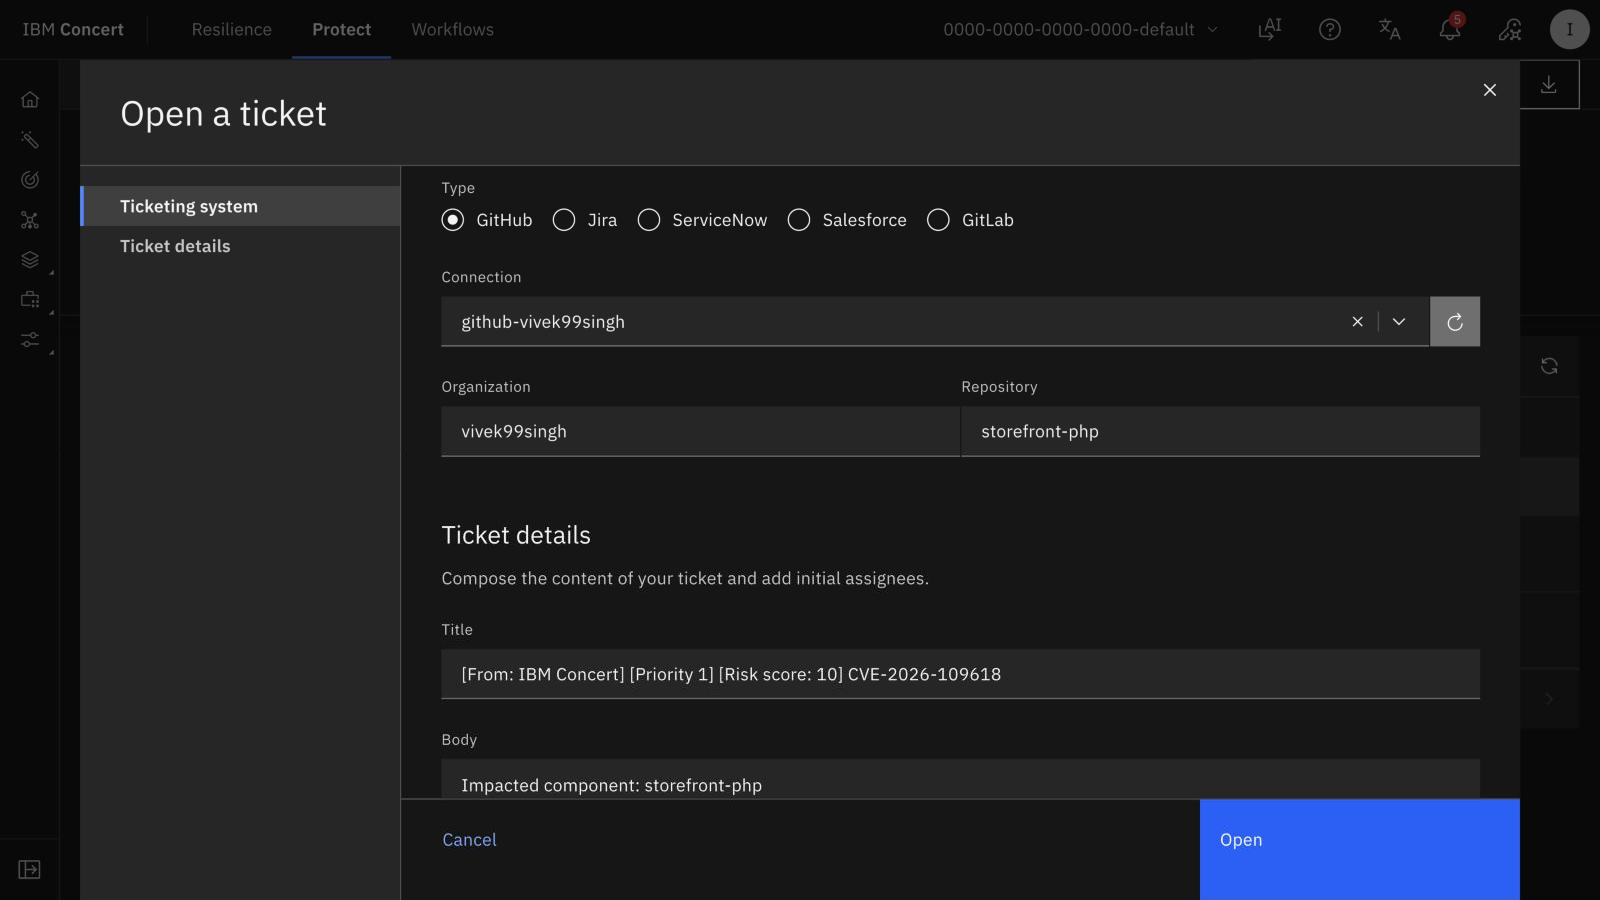 IBM Concert
Resilience
Protect
Workflows
0000-0000-0000-0000-default
AI
5
I
Open a ticket
Ticketing system
Ticket details
Type
GitHub
Jira
ServiceNow
Salesforce
GitLab
Connection
github-vivek99singh
Organization
Repository
vivek99singh
storefront-php
Ticket details
Compose the content of your ticket and add initial assignees.
Title
[From: IBM Concert] [Priority 1] [Risk score: 10] CVE-2026-109618
Body
Impacted component: storefront-php
Cancel
Open